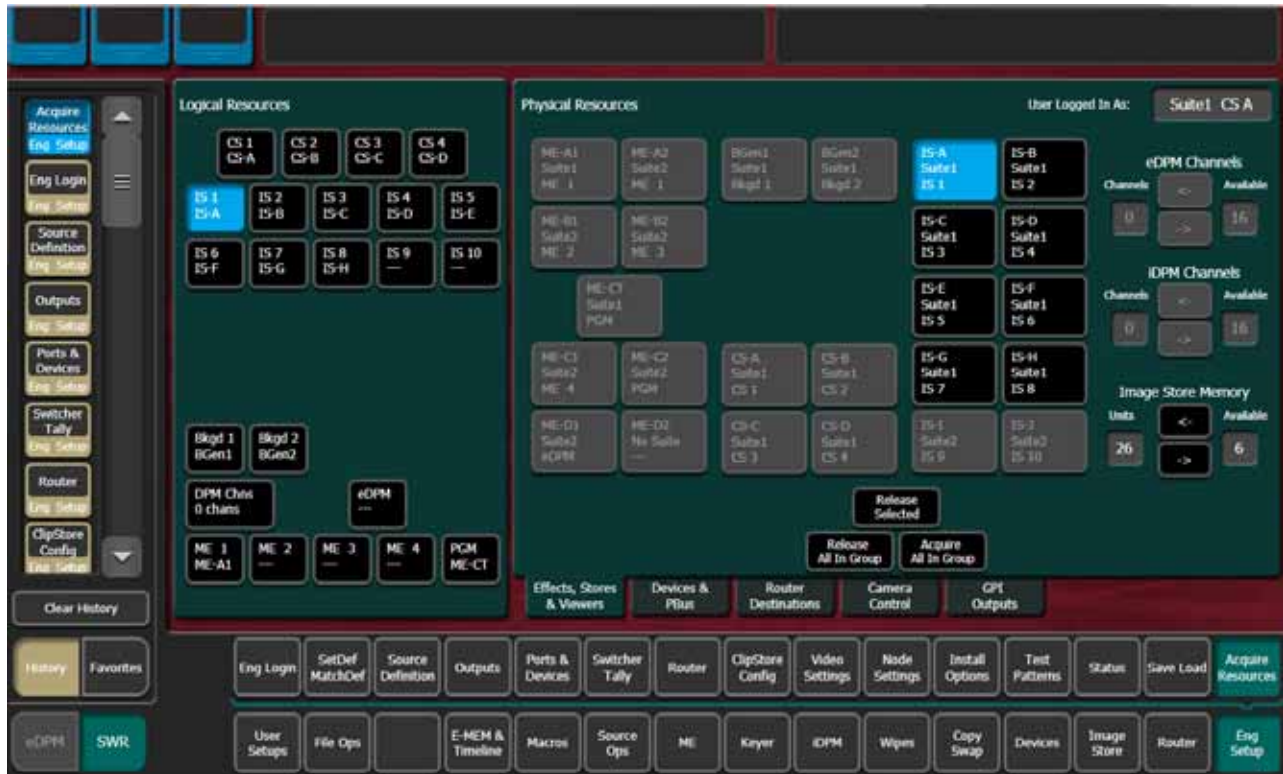 Acquire
Resources
Eng Setup
Eng Login
Eng Setup
Source
Definition
Eng Setup
Outputs
Eng Setup
Ports &
Devices
Eng Setup
Switcher
Tally
Eng Setup
Router
Eng Setup
ClipStore
Config
Eng Setup
Clear History
History
Favorites
eDPM
SWR
Logical Resources
CS 1
CS-A
CS 2
CS-B
CS 3
CS-C
CS 4
CS-D
IS 1
IS-A
IS 2
IS-B
IS 3
IS-C
IS 4
IS-D
IS 5
IS-E
IS 6
IS-F
IS 7
IS-G
IS 8
IS-H
IS 9
---
IS 10
---
Bkgd 1
BGen1
Bkgd 2
BGen2
DPM Chns
0 chans
eDPM
---
ME 1
ME-A1
ME 2
---
ME 3
---
ME 4
---
PGM
ME-CT
Physical Resources
User Logged In As:
Suite1 CS A
ME-A1
Suite1
ME 1
ME-A2
Suite2
ME 1
BGen1
Suite1
Bkgd 1
BGen2
Suite1
Bkgd 2
IS-A
Suite1
IS 1
IS-B
Suite1
IS 2
ME-B1
Suite2
ME 2
ME-B2
Suite2
ME 3
IS-C
Suite1
IS 3
IS-D
Suite1
IS 4
ME-CT
Suite1
PGM
IS-E
Suite1
IS 5
IS-F
Suite1
IS 6
ME-C1
Suite2
ME 4
ME-C2
Suite2
PGM
CS-A
Suite1
CS 1
CS-B
Suite1
CS 2
IS-G
Suite1
IS 7
IS-H
Suite1
IS 8
ME-D1
Suite2
eDPM
ME-D2
No Suite
---
CS-C
Suite1
CS 3
CS-D
Suite1
CS 4
IS-I
Suite2
IS 9
IS-J
Suite2
IS 10
eDPM Channels
Channels
<-
Available
0
->
16
iDPM Channels
Channels
<-
Available
0
->
16
Image Store Memory
Units
<-
Available
26
->
6
Release
Selected
Release
All In Group
Acquire
All In Group
Effects, Stores
& Viewers
Devices &
PBus
Router
Destinations
Camera
Control
GPI
Outputs
Eng Login
SetDef
MatchDef
Source
Definition
Outputs
Ports &
Devices
Switcher
Tally
Router
ClipStore
Config
Video
Settings
Node
Settings
Install
Options
Test
Patterns
Status
Save Load
Acquire
Resources
User
Setups
File Ops
E-MEM &
Timeline
Macros
Source
Ops
ME
Keyer
iDPM
Wipes
Copy
Swap
Devices
Image
Store
Router
Eng
Setup